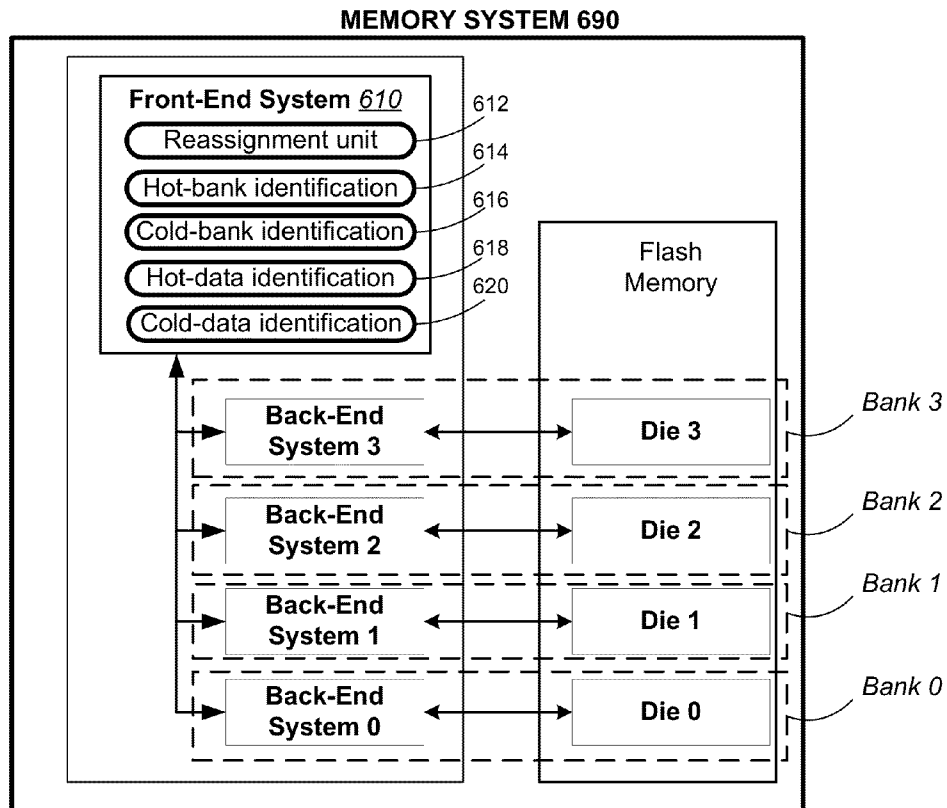 MEMORY SYSTEM 690
Front-End System 610
Reassignment unit
612
Hot-bank identification
614
Cold-bank identification
616
Hot-data identification
618
Cold-data identification
620
Flash
Memory
Back-End
System 3
Die 3
Bank 3
Back-End
System 2
Die 2
Bank 2
Back-End
System 1
Die 1
Bank 1
Back-End
System 0
Die 0
Bank 0